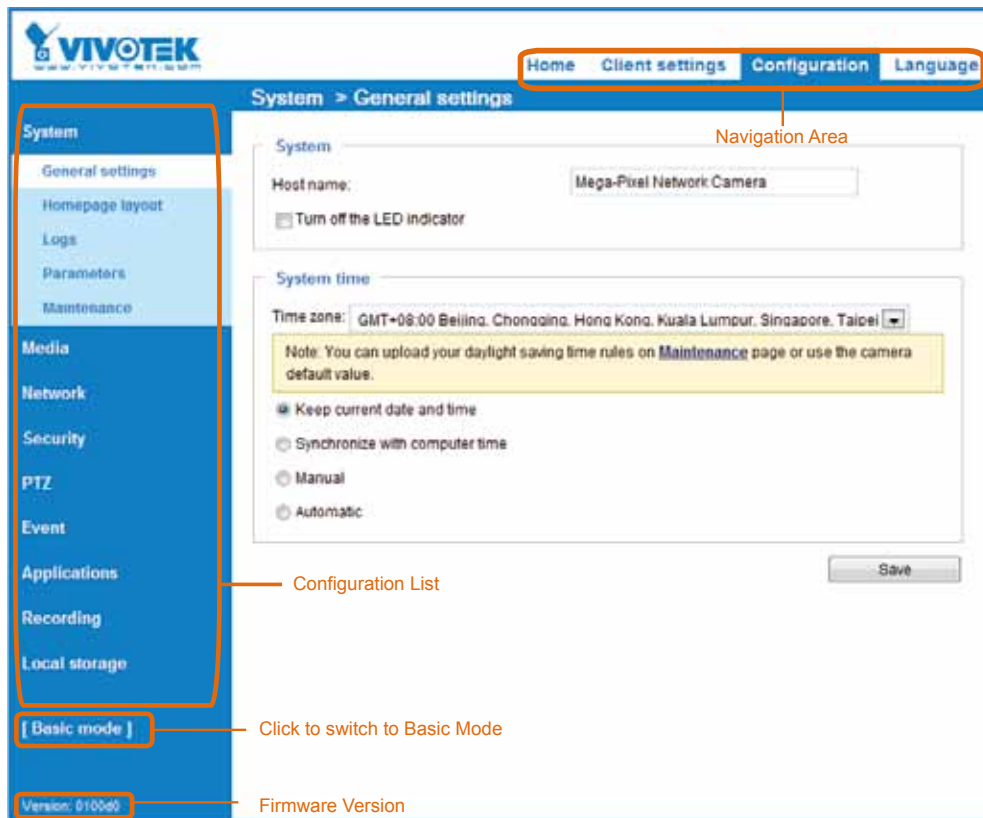 VIVOTEK
www.vivotek.com
Home Client settings Configuration Language
System > General settings
Navigation Area
System
General settings
Homepage layout
Logs
Parameters
Maintenance
Media
Network
Security
PTZ
Event
Applications
Recording
Local storage
[ Basic mode ]
Version: 0100d0
System
Host name: Mega-Pixel Network Camera
Turn off the LED indicator
System time
Time zone: GMT+08:00 Beijing, Chongqing, Hong Kong, Kuala Lumpur, Singapore, Taipei
Note: You can upload your daylight saving time rules on Maintenance page or use the camera
default value.
Keep current date and time
Synchronize with computer time
Manual
Automatic
Save
Configuration List
Click to switch to Basic Mode
Firmware Version